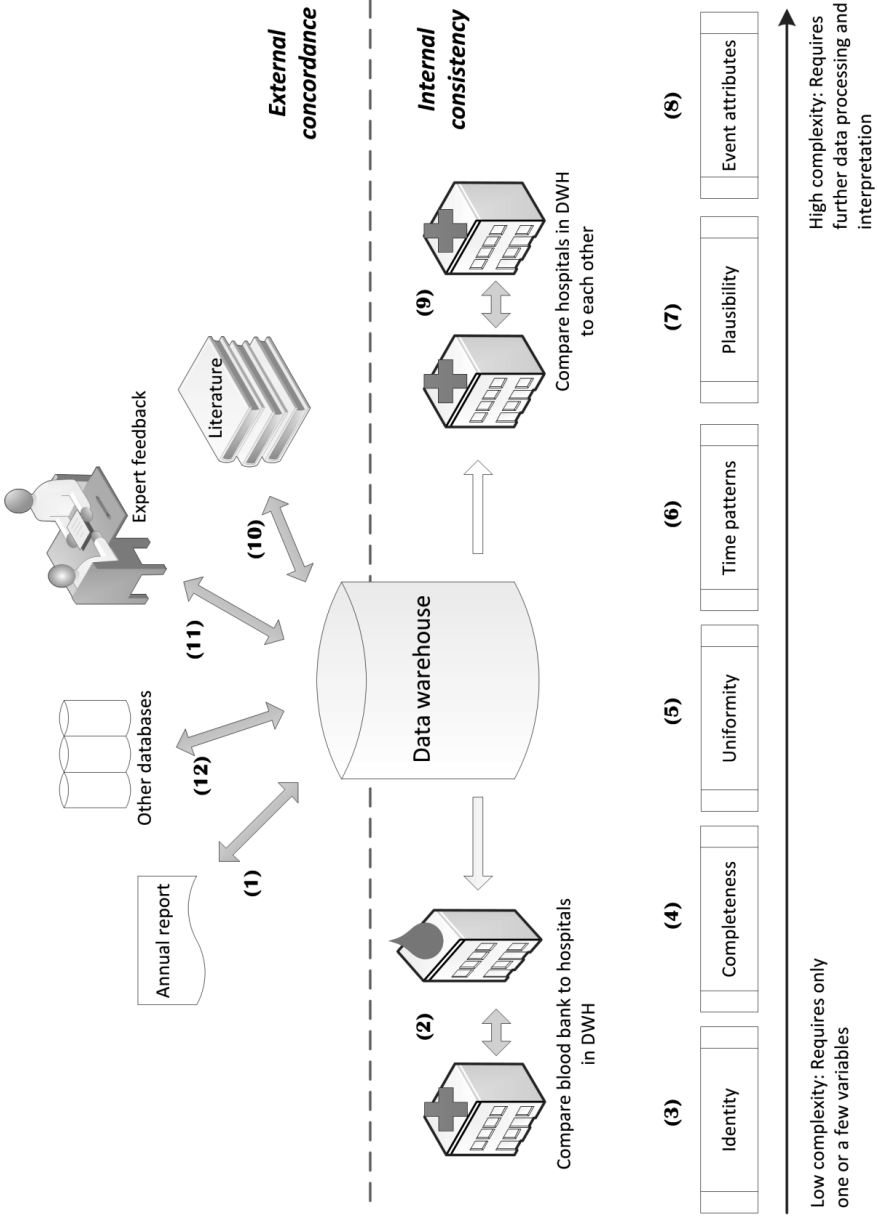 External
concordance
Internal
consistency
Annual report
Other databases
Expert feedback
Literature
(1)
(12)
(11)
(10)
Data warehouse
(2)
(9)
Compare blood bank to hospitals
in DWH
Compare hospitals in DWH
to each other
(3)
(4)
(5)
(6)
(7)
(8)
Identity
Completeness
Uniformity
Time patterns
Plausibility
Event attributes
Low complexity: Requires only
one or a few variables
High complexity: Requires
further data processing and
interpretation